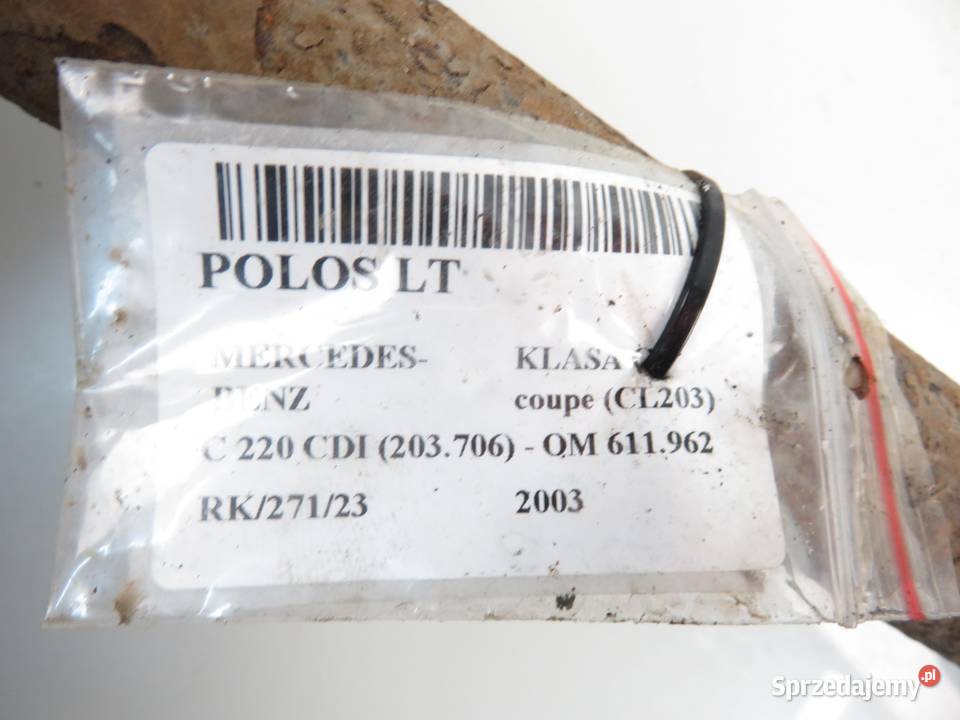 POLOS LT
MERCEDES- KLASA
BENZ coupe (CL203)
C 220 CDI (203.706) - OM 611.962
RK/271/23 2003
Sprzedajemy.pl